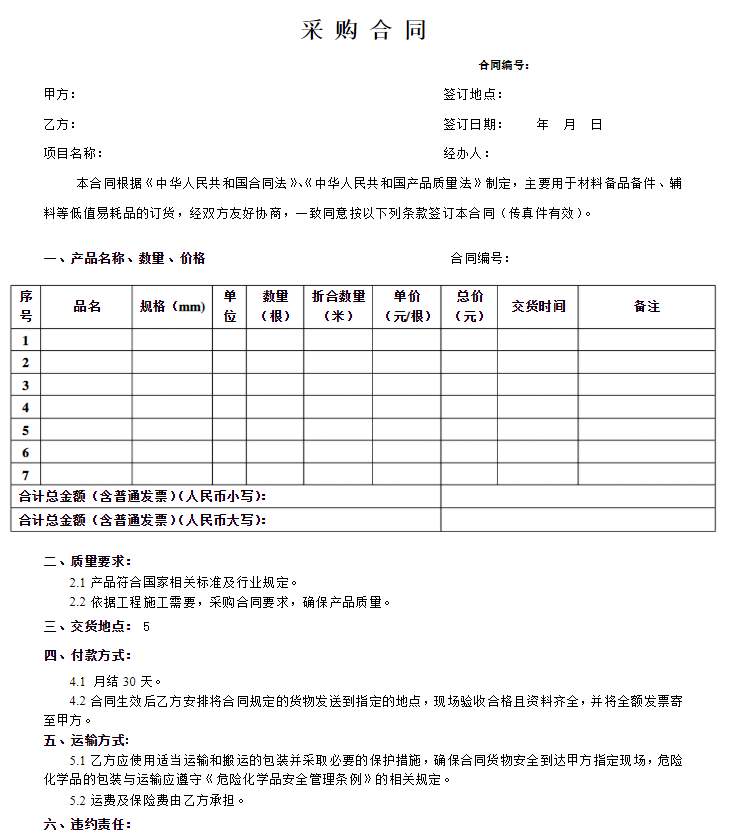 采 购 合 同
合同编号：
甲方： 签订地点：
乙方： 签订日期： 年 月 日
项目名称： 经办人：
本合同根据《中华人民共和国合同法》、《中华人民共和国产品质量法》制定，主要用于材料备品备件、辅
料等低值易耗品的订货，经双方友好协商，一致同意按以下列条款签订本合同（传真件有效）。
一、产品名称、数量、价格 合同编号：
序号 品名 规格（mm） 单位 数量（根） 折合数量（米） 单价（元/根） 总价（元） 交货时间 备注
1
2
3
4
5
6
7
合计总金额（含普通发票）（人民币小写）：
合计总金额（含普通发票）（人民币大写）：
二、质量要求：
2.1 产品符合国家相关标准及行业规定。
2.2 依据工程施工需要，采购合同要求，确保产品质量。
三、交货地点： 5
四、付款方式：
4.1 月结 30 天。
4.2 合同生效后乙方安排将合同规定的货物发送到指定的地点，现场验收合格且资料齐全，并将全额发票寄
至甲方。
五、运输方式：
5.1 乙方应使用适当运输和搬运的包装并采取必要的保护措施，确保合同货物安全到达甲方指定现场，危险
化学品的包装与运输应遵守《危险化学品安全管理条例》的相关规定。
5.2 运费及保险费由乙方承担。
六、违约责任：